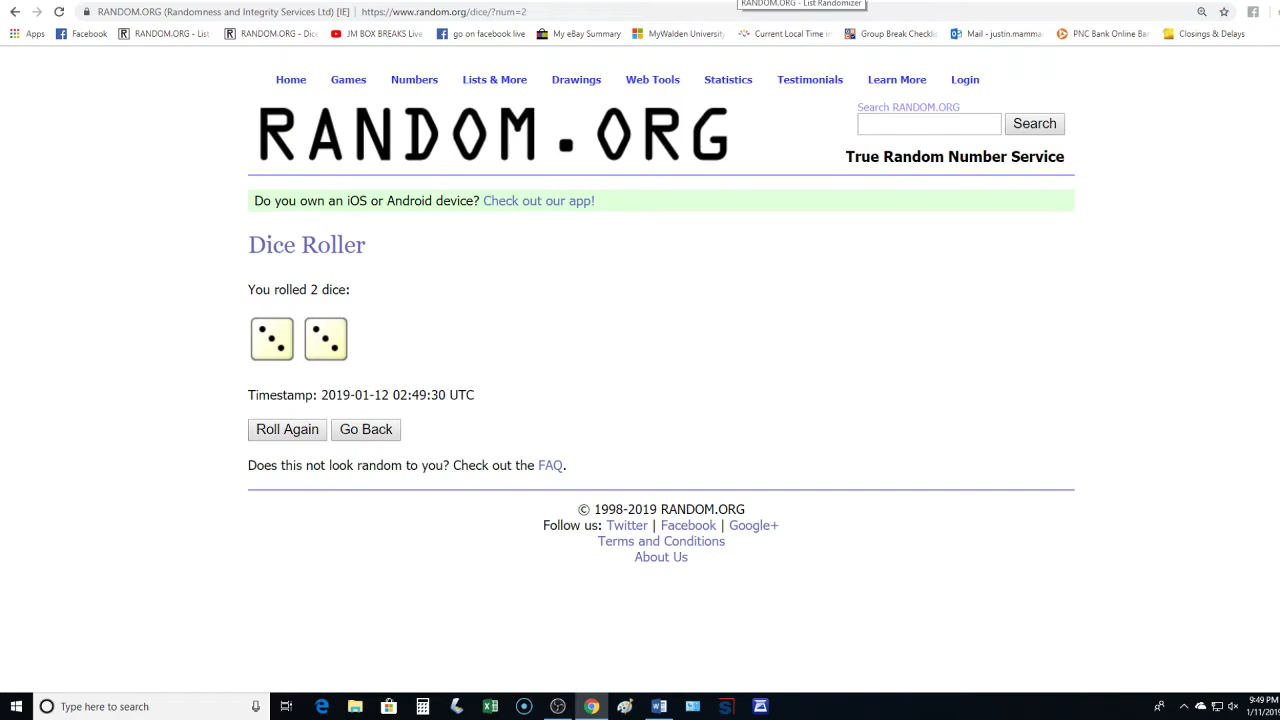 RANDOM.ORG - List Randomizer
RANDOM.ORG (Randomness and Integrity Services Ltd) [IE] | https://www.random.org/dice/?num=2
Apps Facebook RANDOM.ORG - List RANDOM.ORG - Dice JM BOX BREAKS Live go on facebook live My eBay Summary MyWalden Current Local Time in Group Break Checkli Mail - justin.mamma PNC Bank Online Ban Closings & Delays
Home Games Numbers Lists & More Drawings Web Tools Statistics Testimonials Learn More Login
RANDOM.ORG
Search RANDOM.ORG
Search
True Random Number Service
Do you own an iOS or Android device? Check out our app!
Dice Roller
You rolled 2 dice:
Timestamp: 2019-01-12 02:49:30 UTC
Roll Again Go Back
Does this not look random to you? Check out the FAQ.
© 1998-2019 RANDOM.ORG
Follow us: Twitter | Facebook | Google+
Terms and Conditions
About Us
Type here to search
9:49 PM
1/11/2019